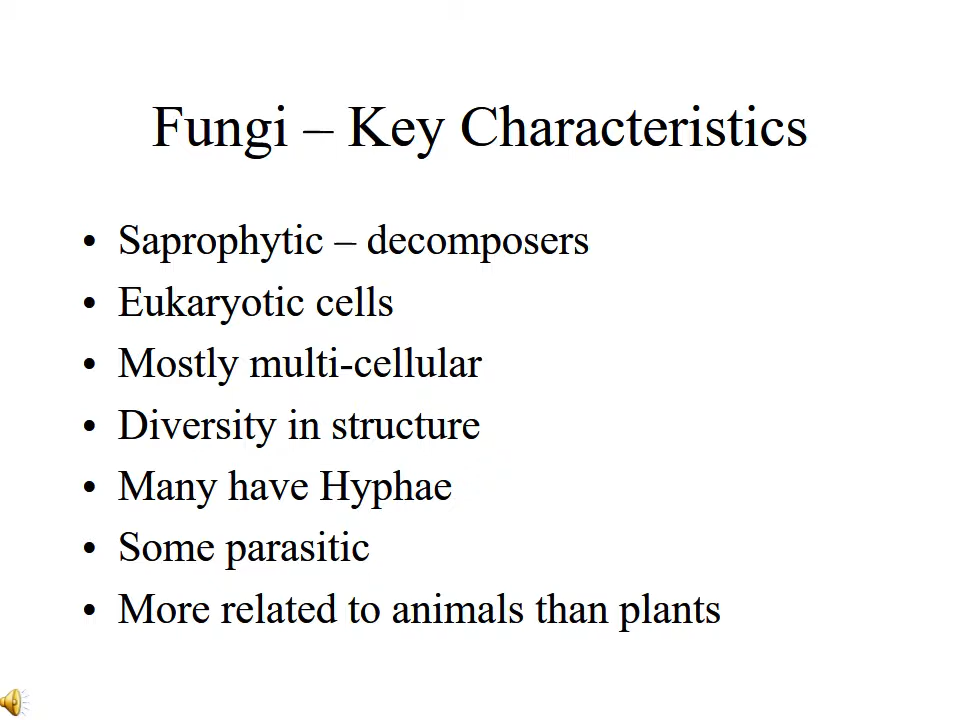 Fungi – Key Characteristics
• Saprophytic – decomposers
• Eukaryotic cells
• Mostly multi-cellular
• Diversity in structure
• Many have Hyphae
• Some parasitic
• More related to animals than plants